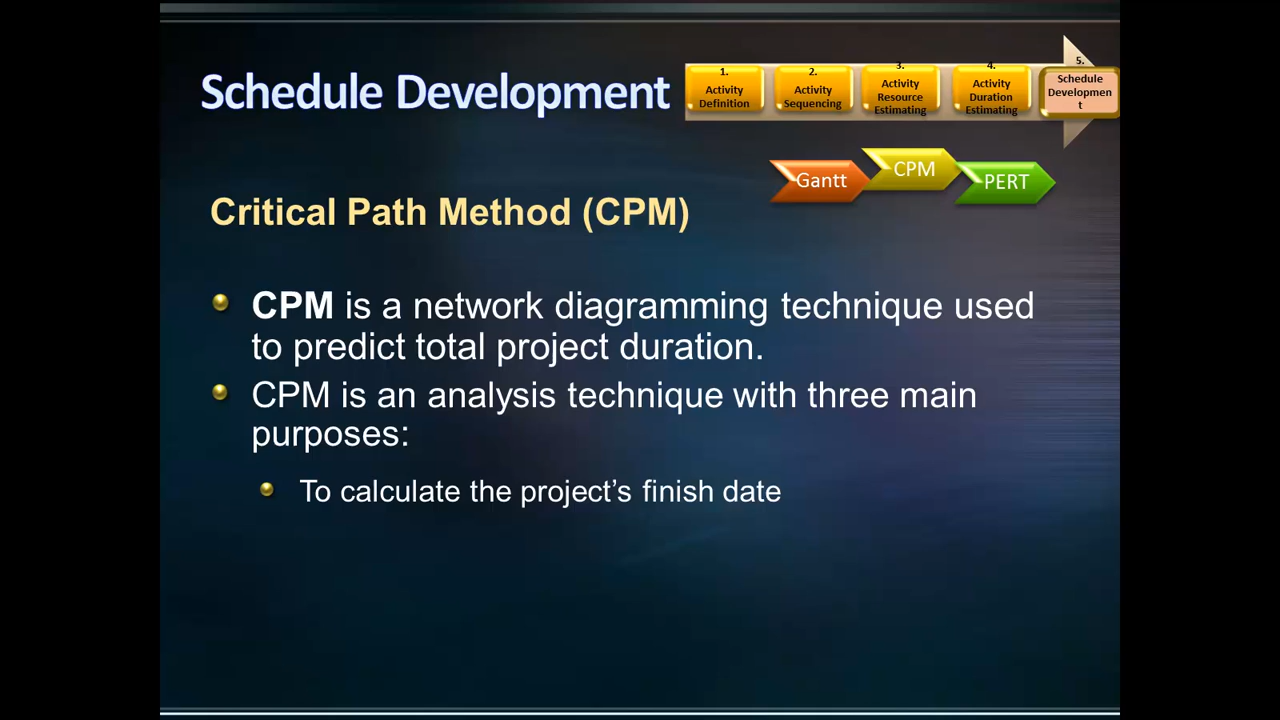 Schedule Development
1.
Activity
Definition
2.
Activity
Sequencing
3.
Activity
Resource
Estimating
4.
Activity
Duration
Estimating
5.
Schedule
Developmen
t
Gantt
CPM
PERT
Critical Path Method (CPM)
CPM is a network diagramming technique used
to predict total project duration.
CPM is an analysis technique with three main
purposes:
To calculate the project’s finish date